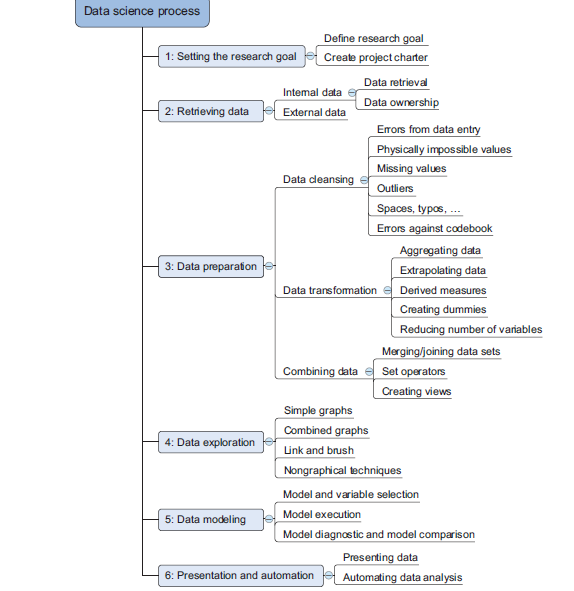 Data science process
1: Setting the research goal
Define research goal
Create project charter
2: Retrieving data
Internal data
Data retrieval
Data ownership
External data
3: Data preparation
Data cleansing
Errors from data entry
Physically impossible values
Missing values
Outliers
Spaces, typos, …
Errors against codebook
Data transformation
Aggregating data
Extrapolating data
Derived measures
Creating dummies
Reducing number of variables
Combining data
Merging/joining data sets
Set operators
Creating views
4: Data exploration
Simple graphs
Combined graphs
Link and brush
Nongraphical techniques
5: Data modeling
Model and variable selection
Model execution
Model diagnostic and model comparison
6: Presentation and automation
Presenting data
Automating data analysis